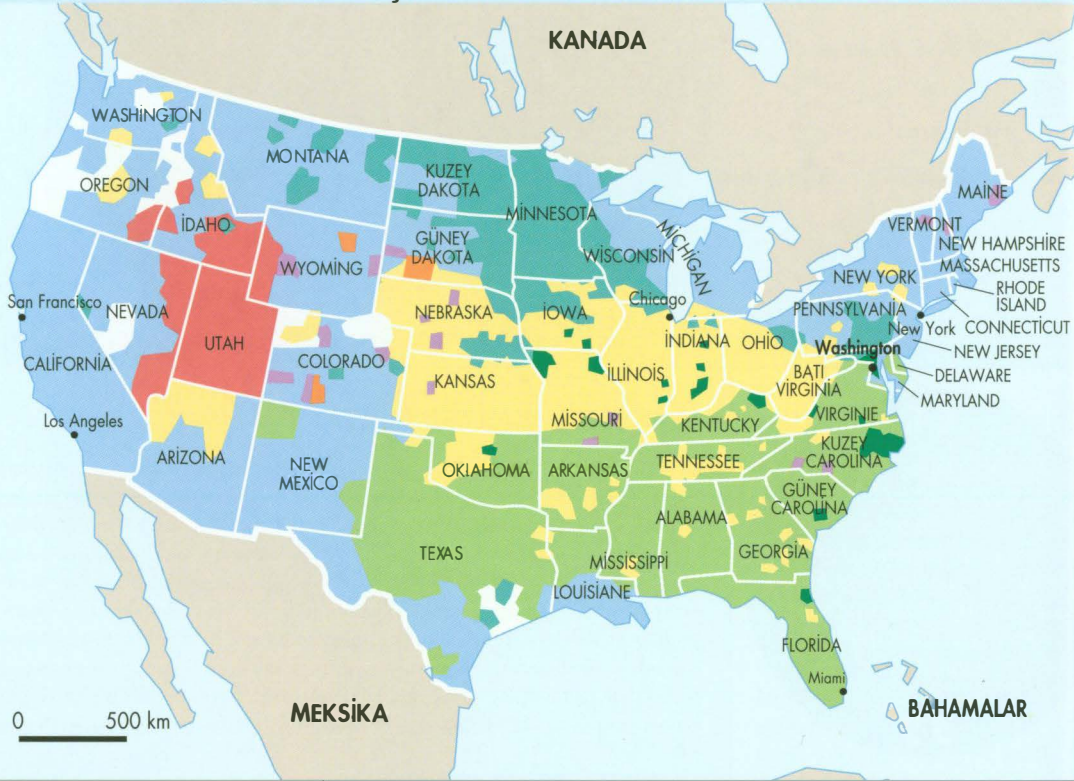 KANADA
WASHİNGTON
MONTANA
KUZEY
DAKOTA
MAİNE
OREGON
MİNNESOTA
VERMONT
İDAHO
GÜNEY
DAKOTA
WİSCONSİN
MİCHİGAN
NEW HAMPSHİRE
MASSACHUSETTS
WYOMİNG
NEW YORK
RHODE
ISLAND
San Francisco
NEVADA
NEBRASKA
İOWA
Chicago
PENNSYLVANİA
New York
CONNECTİCUT
UTAH
COLORADO
İNDİANA
OHİO
Washington
NEW JERSEY
CALİFORNİA
KANSAS
İLLİNOİS
BATI
VİRGİNİA
DELAWARE
MARYLAND
Los Angeles
MİSSOURİ
KENTUCKY
VİRGİNİE
ARİZONA
NEW
MEXİCO
OKLAHOMA
ARKANSAS
TENNESSEE
KUZEY
CAROLİNA
GÜNEY
CAROLINA
ALABAMA
TEXAS
MİSSİSSİPPİ
GEORGİA
LOUİSİANE
FLORİDA
Miami
MEKSİKA
BAHAMALAR
0 500 km